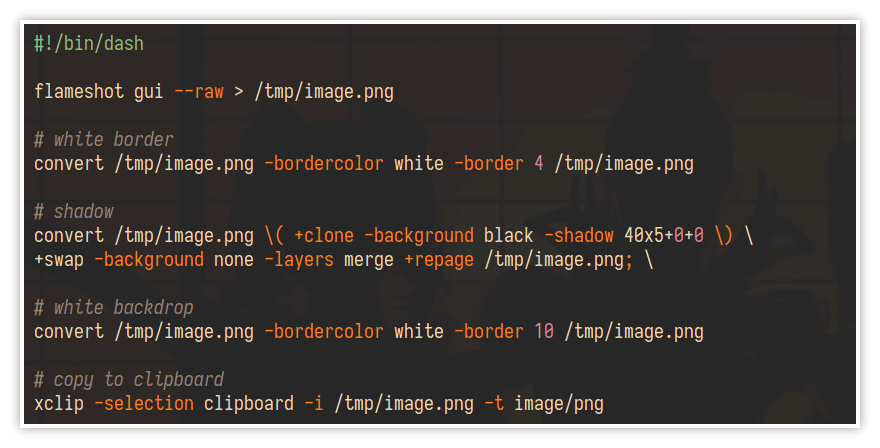 #!/bin/dash
flameshot gui --raw > /tmp/image.png
# white border
convert /tmp/image.png -bordercolor white -border 4 /tmp/image.png
# shadow
convert /tmp/image.png \( +clone -background black -shadow 40x5+0+0 \) \
+swap -background none -layers merge +repage /tmp/image.png; \
# white backdrop
convert /tmp/image.png -bordercolor white -border 10 /tmp/image.png
# copy to clipboard
xclip -selection clipboard -i /tmp/image.png -t image/png